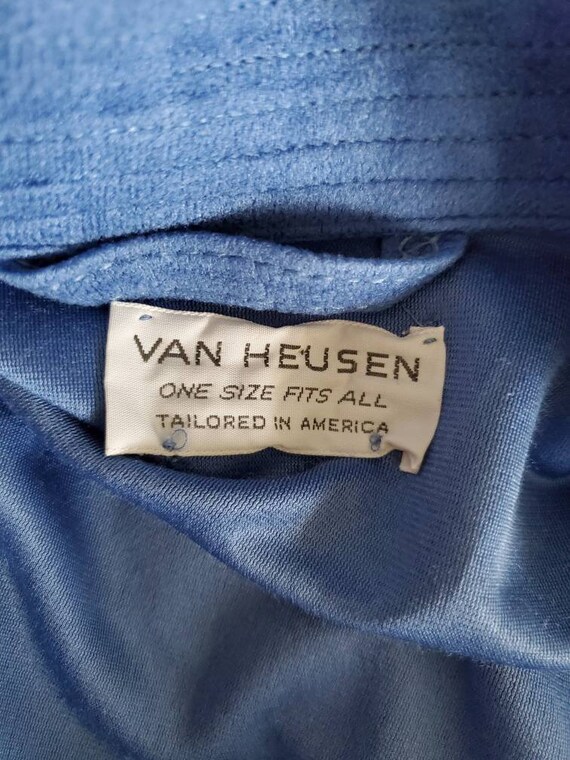 VAN HEUSEN
ONE SIZE FITS ALL
TAILORED IN AMERICA